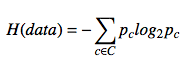 H(data) = − ∑_{c∈C} p_c log_2 p_c